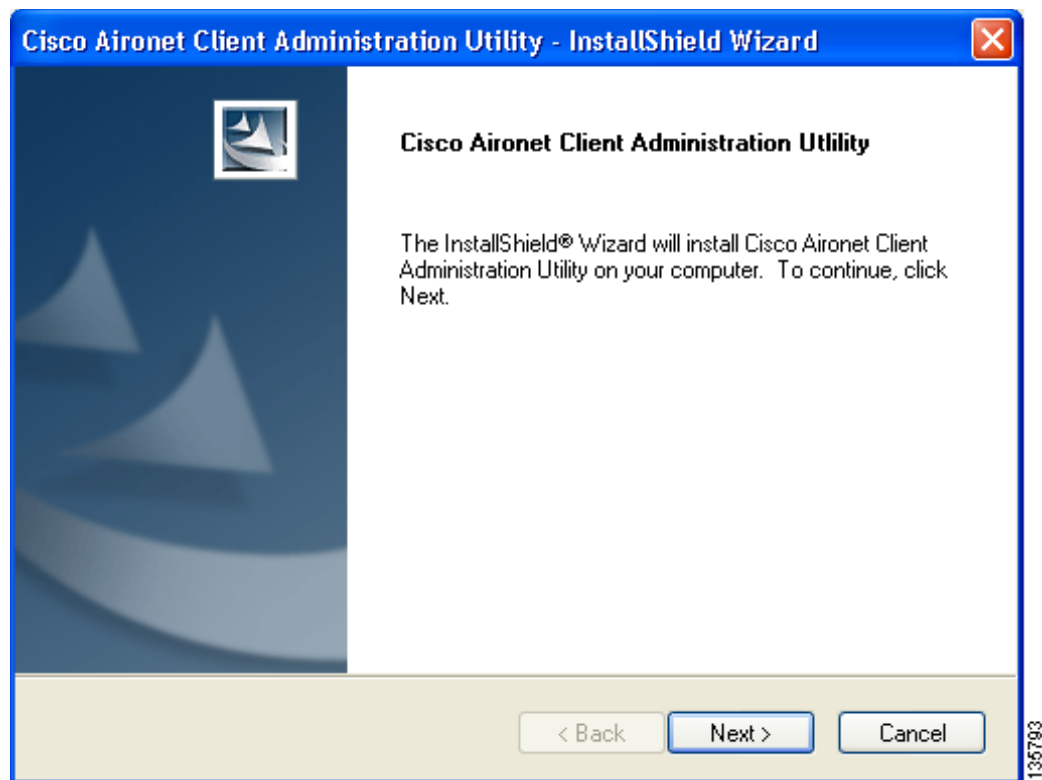 Cisco Aironet Client Administration Utility - InstallShield Wizard
Cisco Aironet Client Administration Utlility
The InstallShield® Wizard will install Cisco Aironet Client
Administration Utility on your computer. To continue, click
Next.
< Back
Next >
Cancel
135793